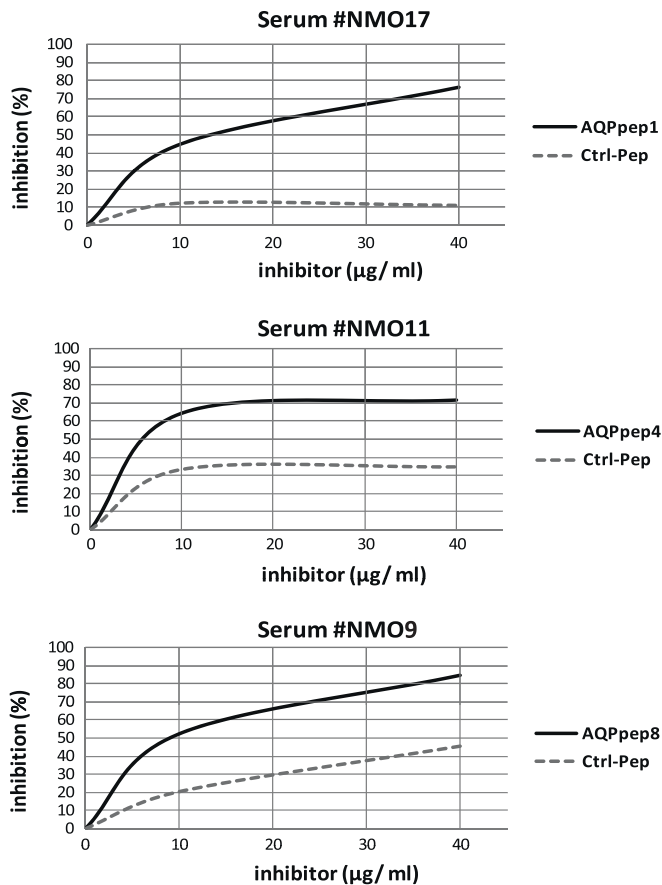 Serum #NMO17
100
90
80
70
60
50
40
30
20
10
0
inhibition (%)
0 10 20 30 40
inhibitor (µg/ ml)
AQPpep1
Ctrl-Pep
Serum #NMO11
100
90
80
70
60
50
40
30
20
10
0
inhibition (%)
0 10 20 30 40
inhibitor (µg/ ml)
AQPpep4
Ctrl-Pep
Serum #NMO9
100
90
80
70
60
50
40
30
20
10
0
inhibition (%)
0 10 20 30 40
inhibitor (µg/ ml)
AQPpep8
Ctrl-Pep